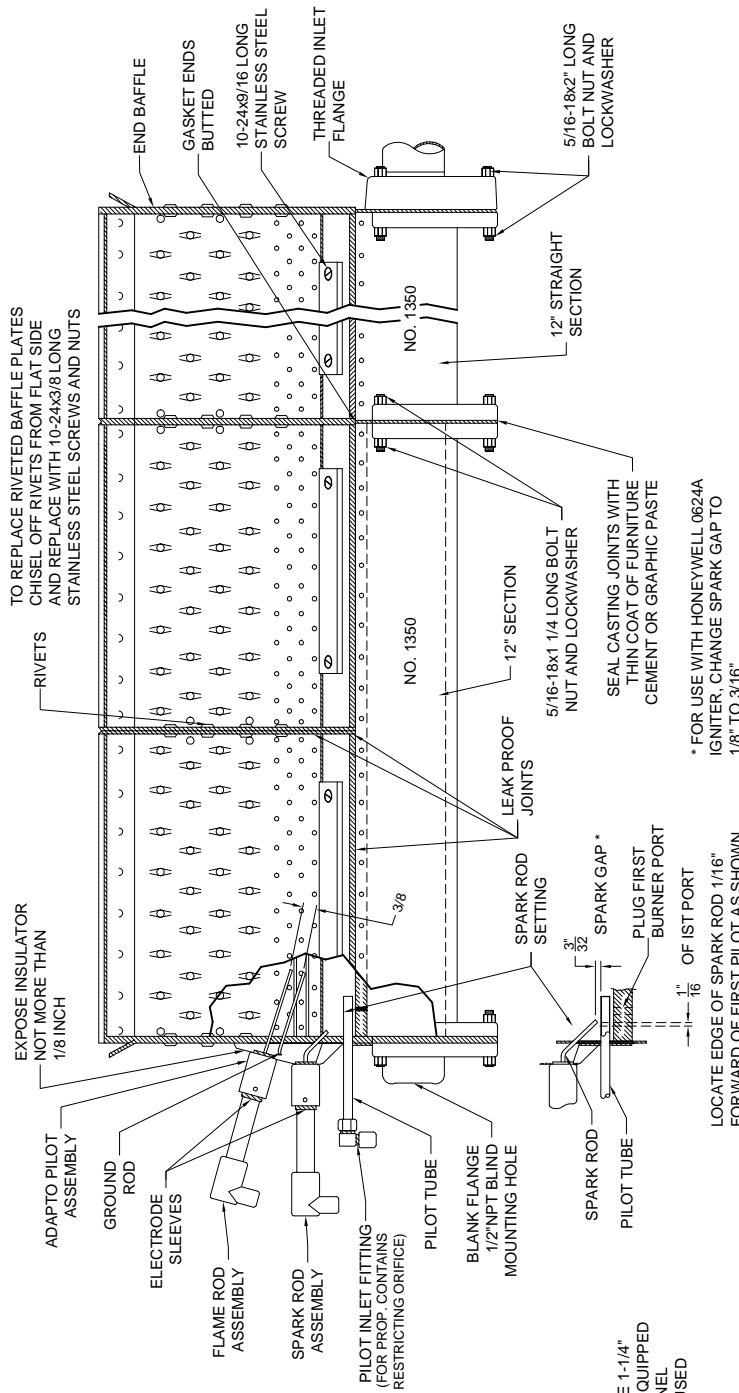 TO REPLACE RIVETED BAFFLE PLATES
CHISEL OFF RIVETS FROM FLAT SIDE
AND REPLACE WITH 10-24x3/8 LONG
STAINLESS STEEL SCREWS AND NUTS
RIVETS
EXPOSE INSULATOR
NOT MORE THAN
1/8 INCH
ADAPTO PILOT
ASSEMBLY
GROUND
ROD
ELECTRODE
SLEEVES
FLAME ROD
ASSEMBLY
SPARK ROD
ASSEMBLY
PILOT INLET FITTING
(FOR PROP. CONTAINS
RESTRICTING ORIFICE)
PILOT TUBE
BLANK FLANGE
1/2"NPT BLIND
MOUNTING HOLE
END BAFFLE
GASKET ENDS
BUTTED
10-24x9/16 LONG
STAINLESS STEEL
SCREW
THREADED INLET
FLANGE
5/16-18x2" LONG
BOLT NUT AND
LOCKWASHER
NO. 1350
12" STRAIGHT
SECTION
NO. 1350
12" SECTION
5/16-18x1 1/4 LONG BOLT
NUT AND LOCKWASHER
SEAL CASTING JOINTS WITH
THIN COAT OF FURNITURE
CEMENT OR GRAPHIC PASTE
LEAK PROOF
JOINTS
3/8
SPARK ROD
SETTING
3"
32
SPARK GAP *
PLUG FIRST
BURNER PORT
1"
16
OF IST PORT
SPARK ROD
PILOT TUBE
LOCATE EDGE OF SPARK ROD 1/16"
FORWARD OF FIRST PILOT AS SHOWN
* FOR USE WITH HONEYWELL 0624A
IGNITER, CHANGE SPARK GAP TO
1/8" TO 3/16"
E 1-1/4"
QUIPPED
NEL
USED